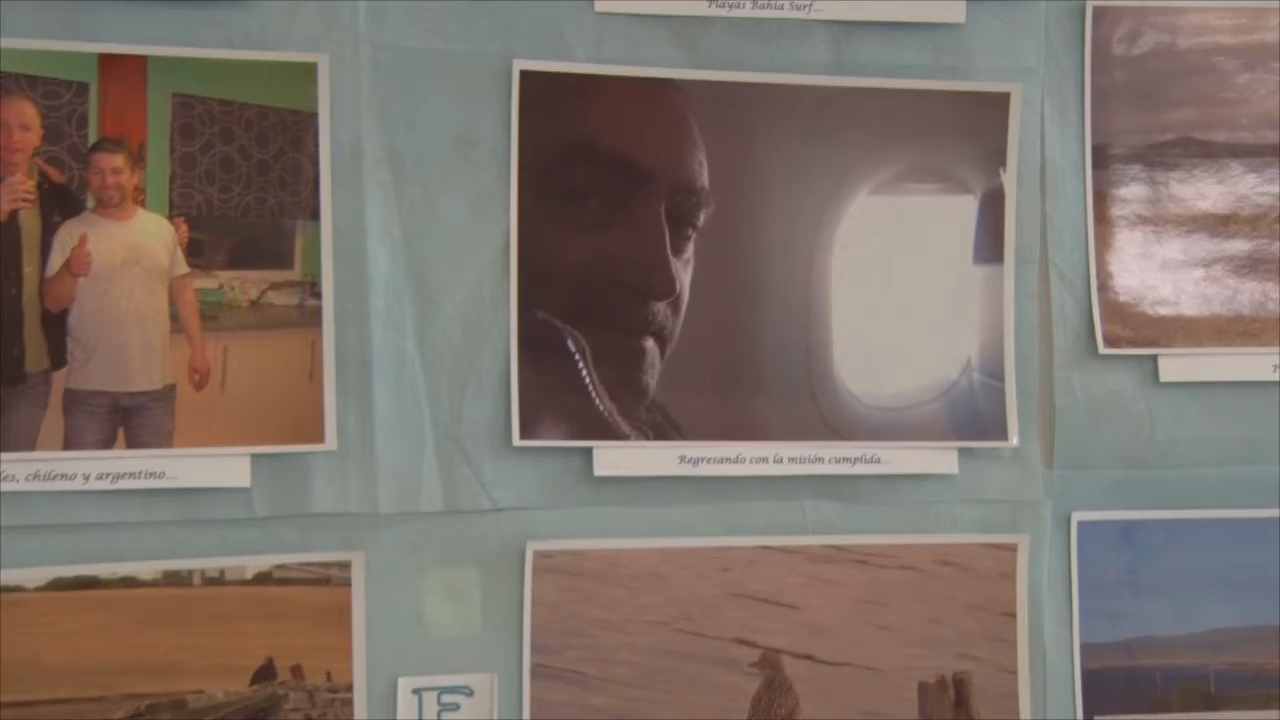 Playas Bahía Surf...
Regresando con la misión cumplida...
les, chileno y argentino...
F